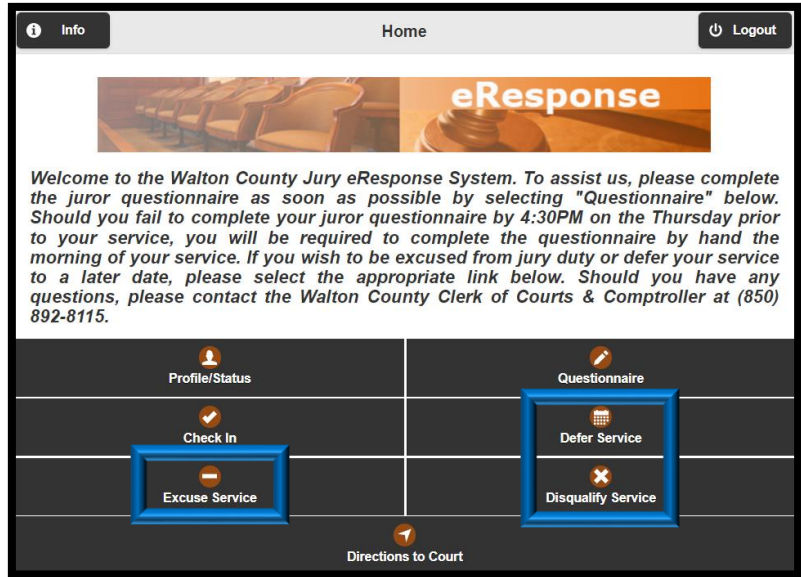 Info
Home
Logout
eResponse
Welcome to the Walton County Jury eResponse System. To assist us, please complete
the juror questionnaire as soon as possible by selecting "Questionnaire" below.
Should you fail to complete your juror questionnaire by 4:30PM on the Thursday prior
to your service, you will be required to complete the questionnaire by hand the
morning of your service. If you wish to be excused from jury duty or defer your service
to a later date, please select the appropriate link below. Should you have any
questions, please contact the Walton County Clerk of Courts & Comptroller at (850)
892-8115.
Profile/Status
Questionnaire
Check In
Defer Service
Excuse Service
Disqualify Service
Directions to Court